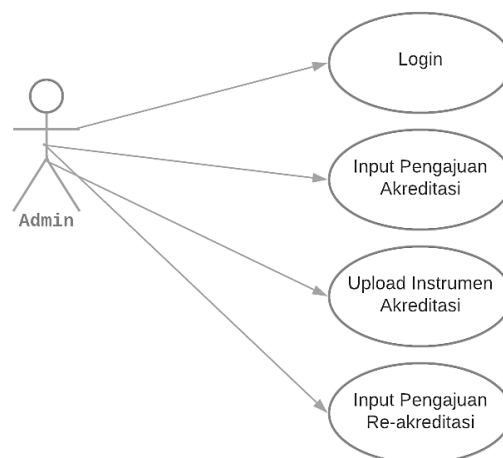 Login
Input Pengajuan
Akreditasi
Admin
Upload Instrumen
Akreditasi
Input Pengajuan
Re-akreditasi